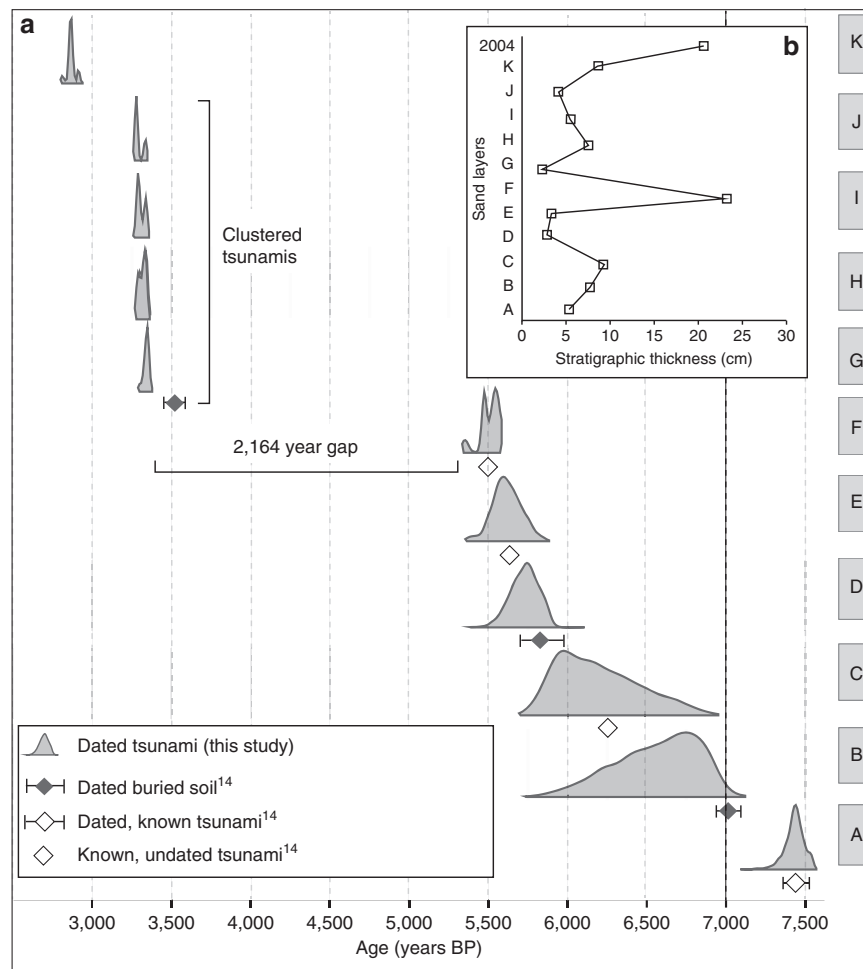 a
b
2004
K
J
I
H
G
F
E
D
C
B
A
Sand layers
0 5 10 15 20 25 30
Stratigraphic thickness (cm)
Clustered
tsunamis
2,164 year gap
K
J
I
H
G
F
E
D
C
B
A
Dated tsunami (this study)
Dated buried soil¹⁴
Dated, known tsunami¹⁴
Known, undated tsunami¹⁴
3,000 3,500 4,000 4,500 5,000 5,500 6,000 6,500 7,000 7,500
Age (years BP)